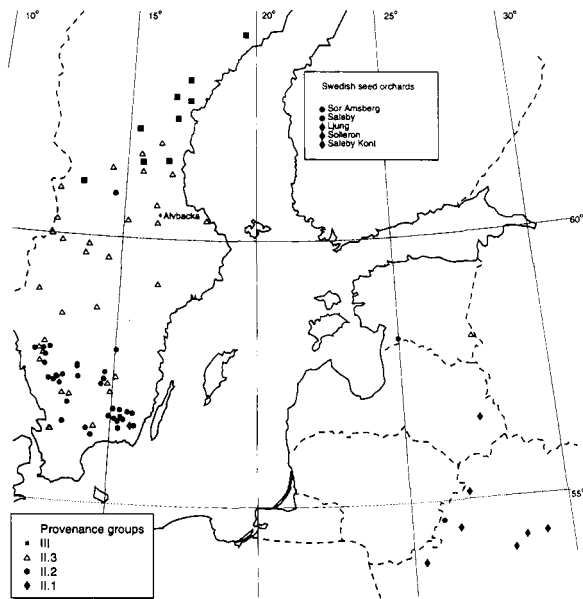 10° 15° 20° 25° 30°
Swedish seed orchards
Sor Amsberg
Saleby
Ljung
Solleron
Saleby Kont
Alvbacka
60°
55°
Provenance groups
III
II.3
II.2
II.1